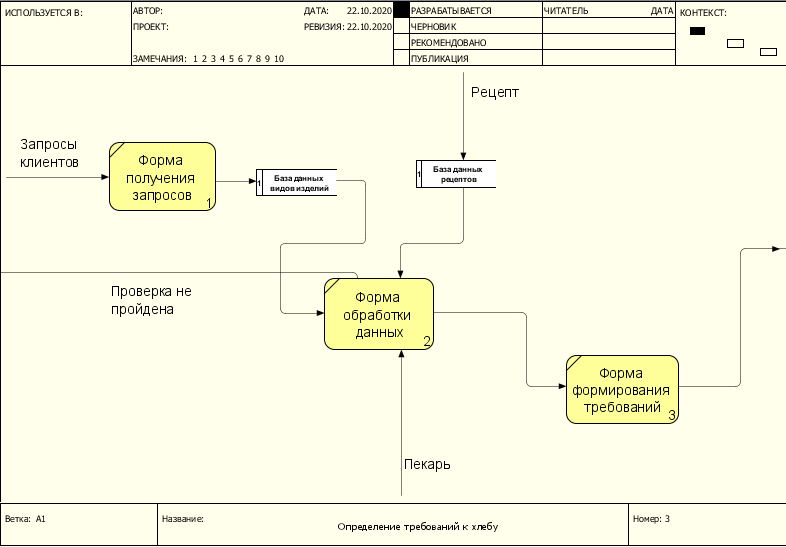 ИСПОЛЬЗУЕТСЯ В:
АВТОР:
ДАТА: 22.10.2020
ПРОЕКТ:
РЕВИЗИЯ: 22.10.2020
ЗАМЕЧАНИЯ: 1 2 3 4 5 6 7 8 9 10
РАЗРАБАТЫВАЕТСЯ
ЧЕРНОВИК
РЕКОМЕНДОВАНО
ПУБЛИКАЦИЯ
ЧИТАТЕЛЬ
ДАТА
КОНТЕКСТ:
Рецепт
Запросы
клиентов
Форма
получения
запросов
1
1
База данных
видов изделий
1
База данных
рецептов
Проверка не
пройдена
Форма
обработки
данных
2
Форма
формирования
требований
3
Пекарь
Ветка: A1
Название:
Определение требований к хлебу
Номер: 3